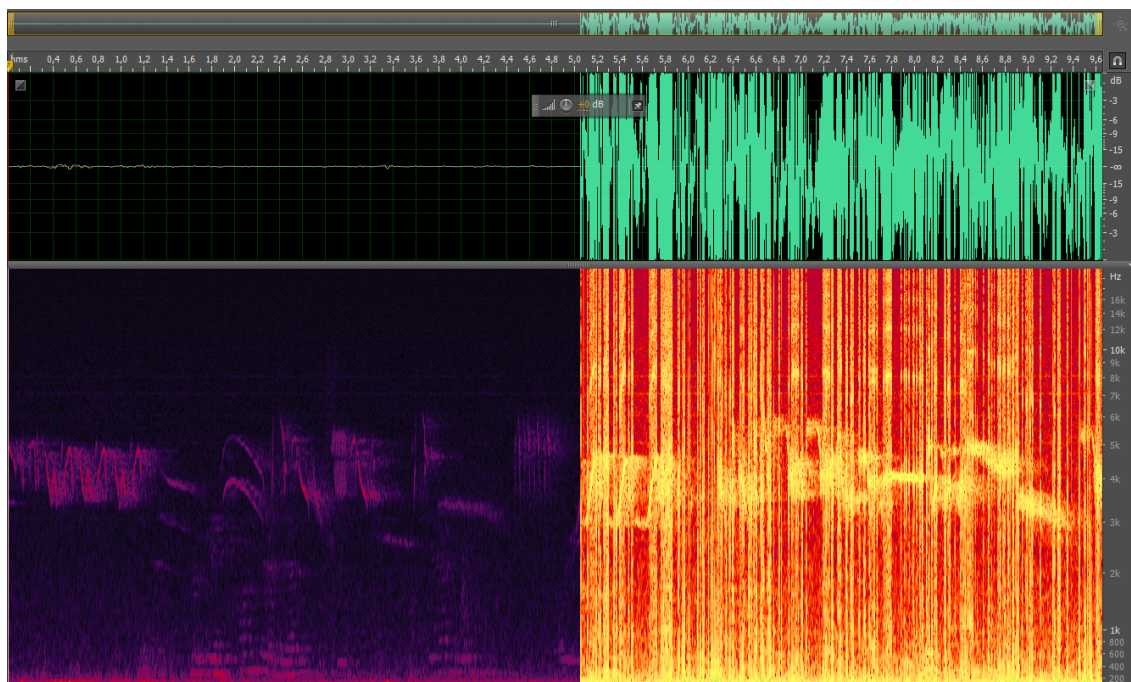 hms 0,4 0,6 0,8 1,0 1,2 1,4 1,6 1,8 2,0 2,2 2,4 2,6 2,8 3,0 3,2 3,4 3,6 3,8 4,0 4,2 4,4 4,6 4,8 5,0 5,2 5,4 5,6 5,8 6,0 6,2 6,4 6,6 6,8 7,0 7,2 7,4 7,6 7,8 8,0 8,2 8,4 8,6 8,8 9,0 9,2 9,4 9,6
dB
+0 dB
-3
-6
-9
-15
-∞
-15
-9
-6
-3
Hz
16k
14k
12k
10k
9k
8k
7k
6k
5k
4k
3k
2k
1k
800
600
400
200